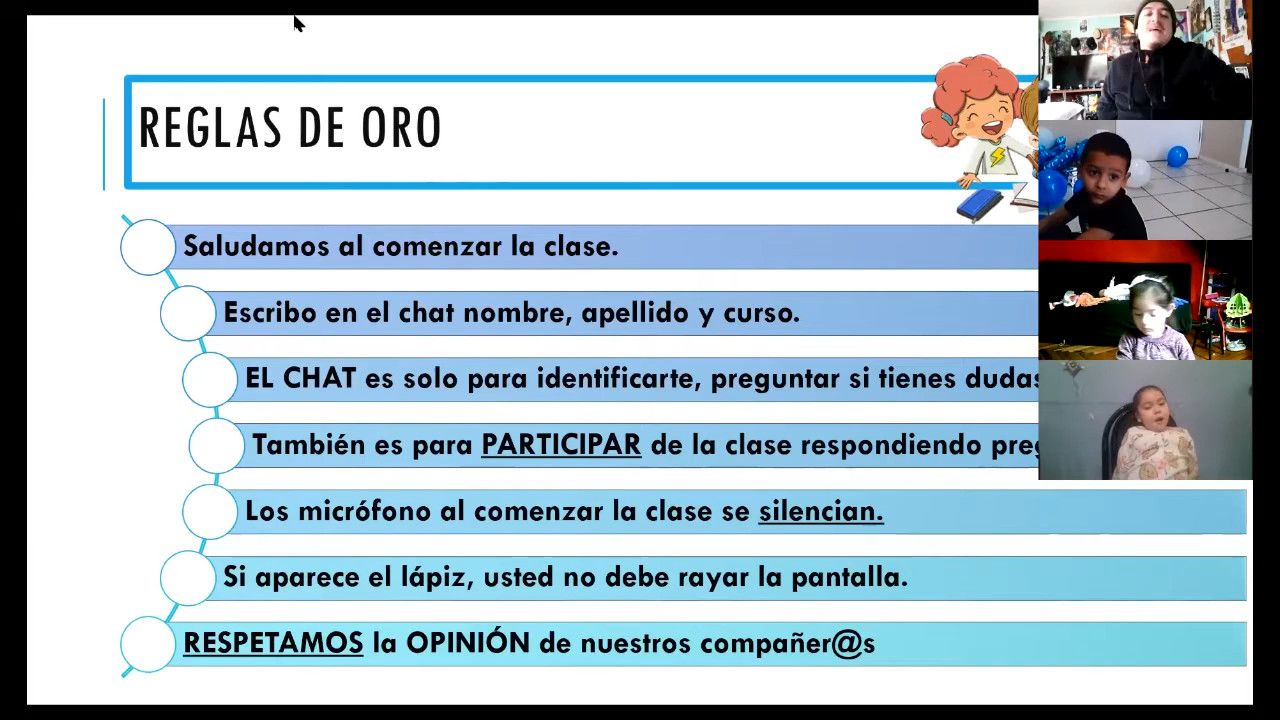 REGLAS DE ORO
Saludamos al comenzar la clase.
Escribo en el chat nombre, apellido y curso.
EL CHAT es solo para identificarte, preguntar si tienes dudas
También es para PARTICIPAR de la clase respondiendo
Los micrófono al comenzar la clase se silencian.
Si aparece el lápiz, usted no debe rayar la pantalla.
RESPETAMOS la OPINIÓN de nuestros compañer@s